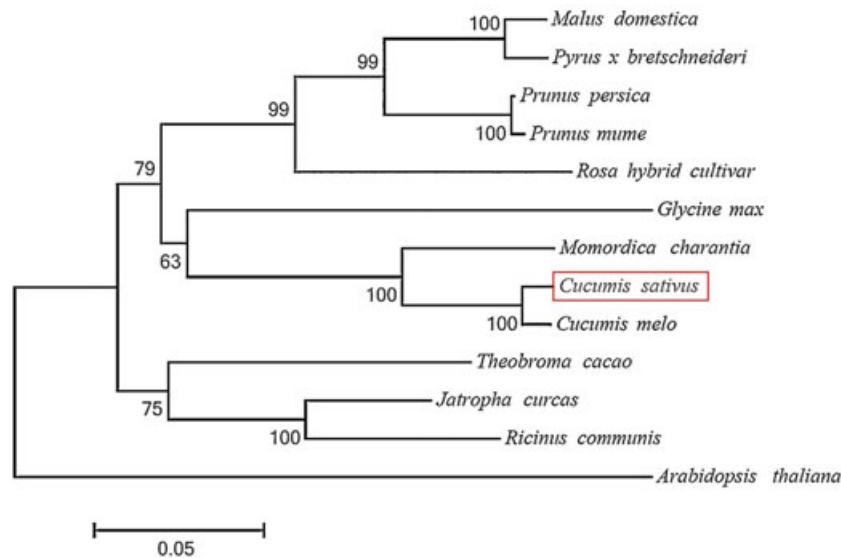 100
Malus domestica
Pyrus x bretschneideri
99
Prunus persica
100
Prunus mume
99
Rosa hybrid cultivar
79
Glycine max
63
Momordica charantia
100
Cucumis sativus
100
Cucumis melo
Theobroma cacao
75
Jatropha curcas
100
Ricinus communis
Arabidopsis thaliana
0.05